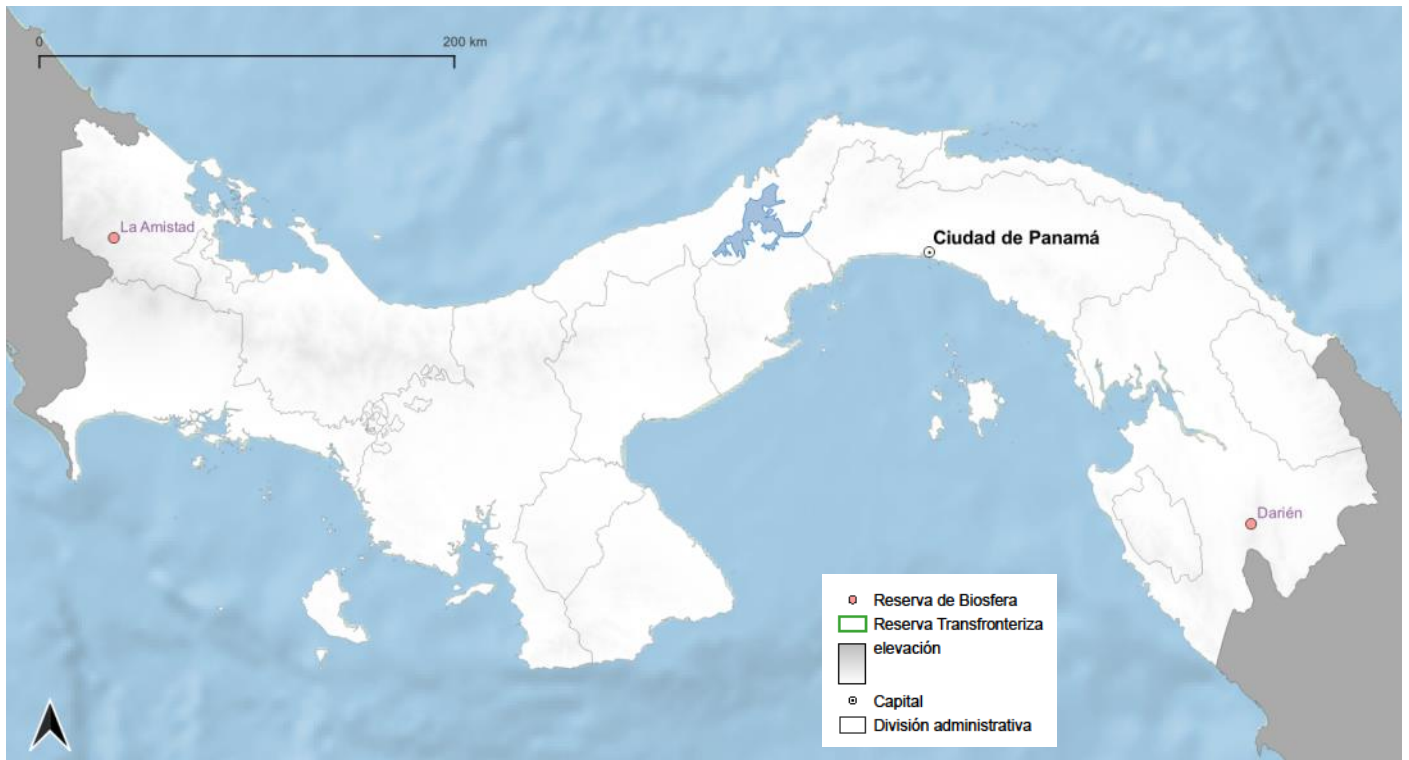 0
200 km
La Amistad
Ciudad de Panamá
Darién
Reserva de Biosfera
Reserva Transfronteriza
elevación
Capital
División administrativa